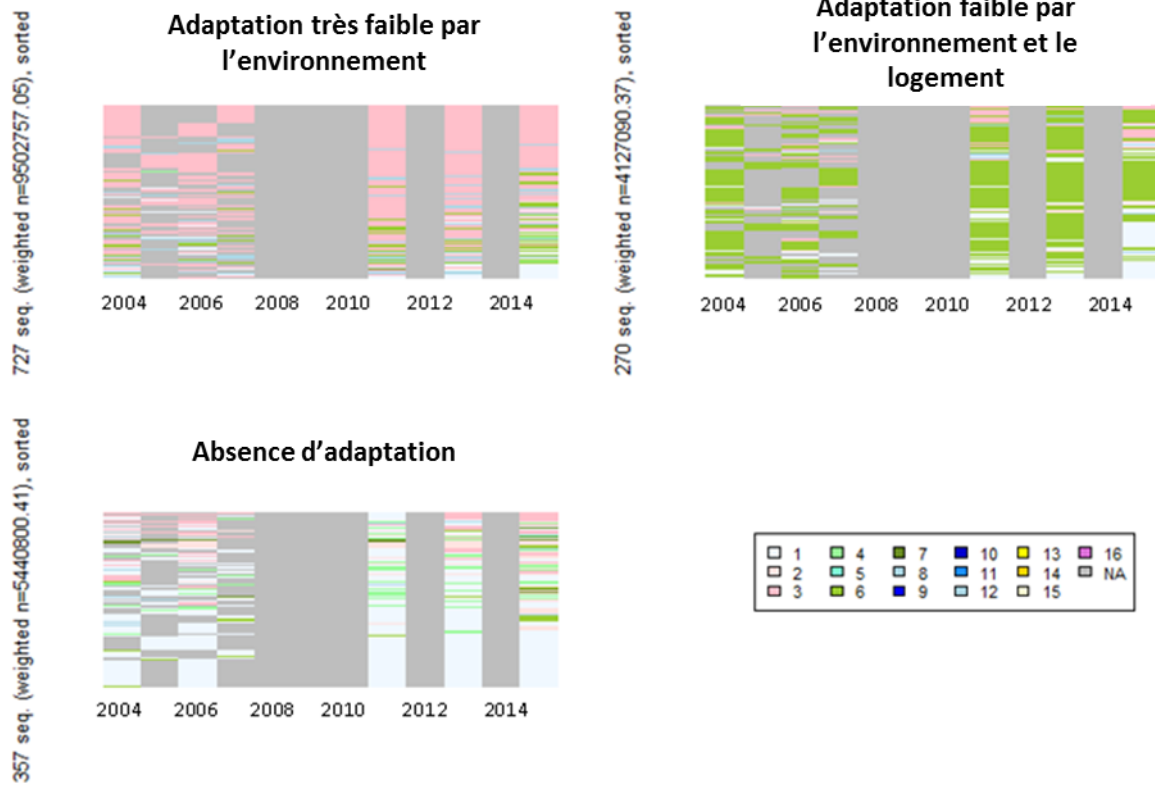 Adaptation très faible par
l’environnement
727 seq. (weighted n=9502757.05), sorted
2004 2006 2008 2010 2012 2014
Adaptation faible par
l’environnement et le
logement
270 seq. (weighted n=4127090.37), sorted
2004 2006 2008 2010 2012 2014
Absence d’adaptation
357 seq. (weighted n=5440800.41), sorted
2004 2006 2008 2010 2012 2014
1 4 7 10 13 16
2 5 8 11 14 NA
3 6 9 12 15